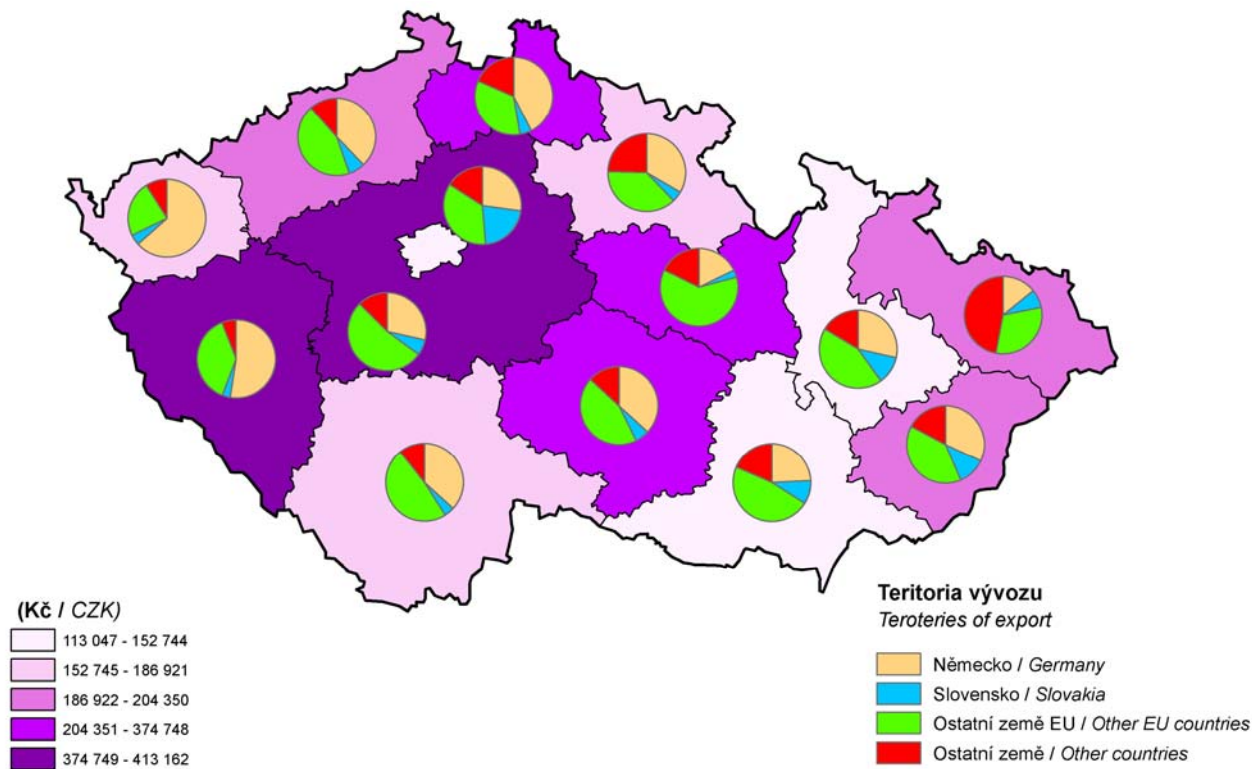 (Kč / CZK)
113 047 - 152 744
152 745 - 186 921
186 922 - 204 350
204 351 - 374 748
374 749 - 413 162
Teritoria vývozu
Teroteries of export
Německo / Germany
Slovensko / Slovakia
Ostatní země EU / Other EU countries
Ostatní země / Other countries